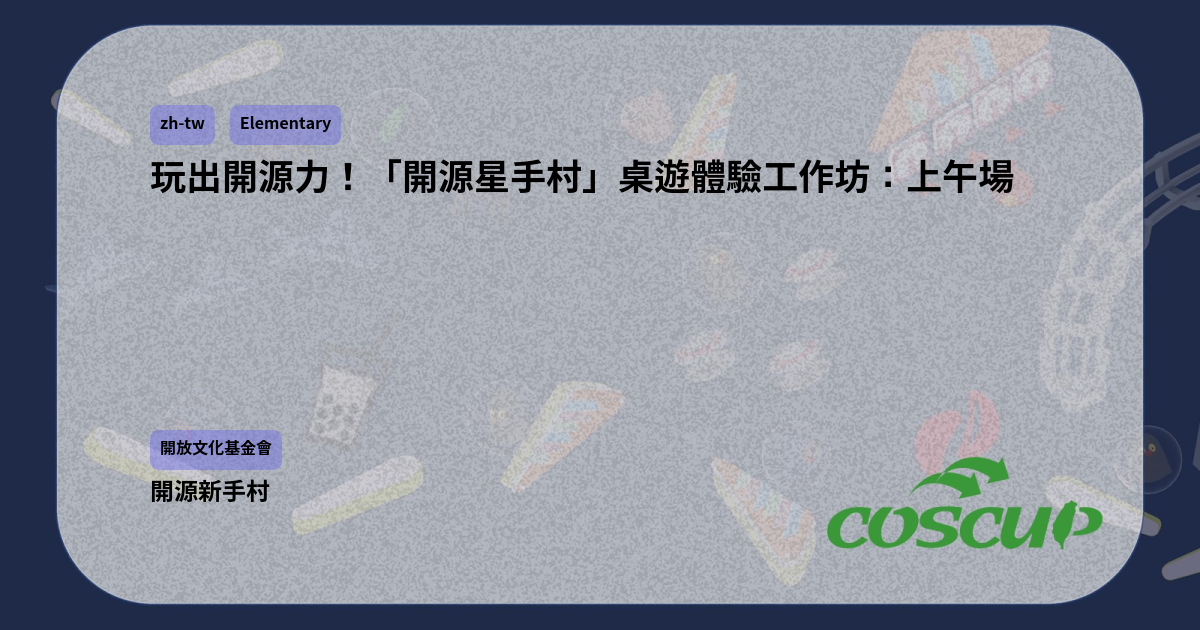 zh-tw Elementary
玩出開源力！「開源星手村」桌遊體驗工作坊：上午場
開放文化基金會
開源新手村
COSCUP